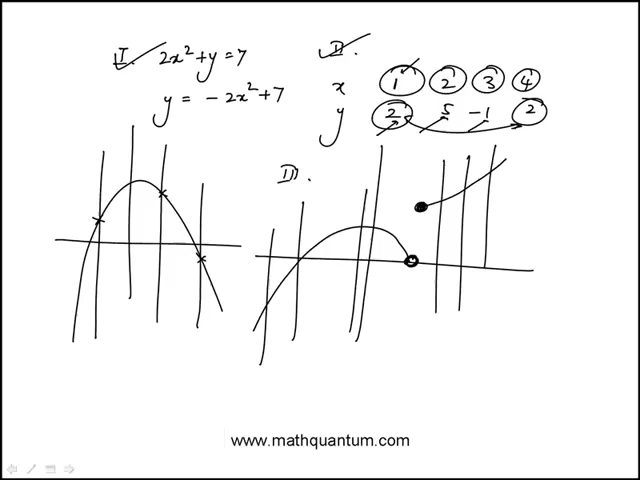 I. 2x²+y=7
y = -2x²+7
II.
x 1 2 3 4
y 2 5 -1 2
III.
www.mathquantum.com